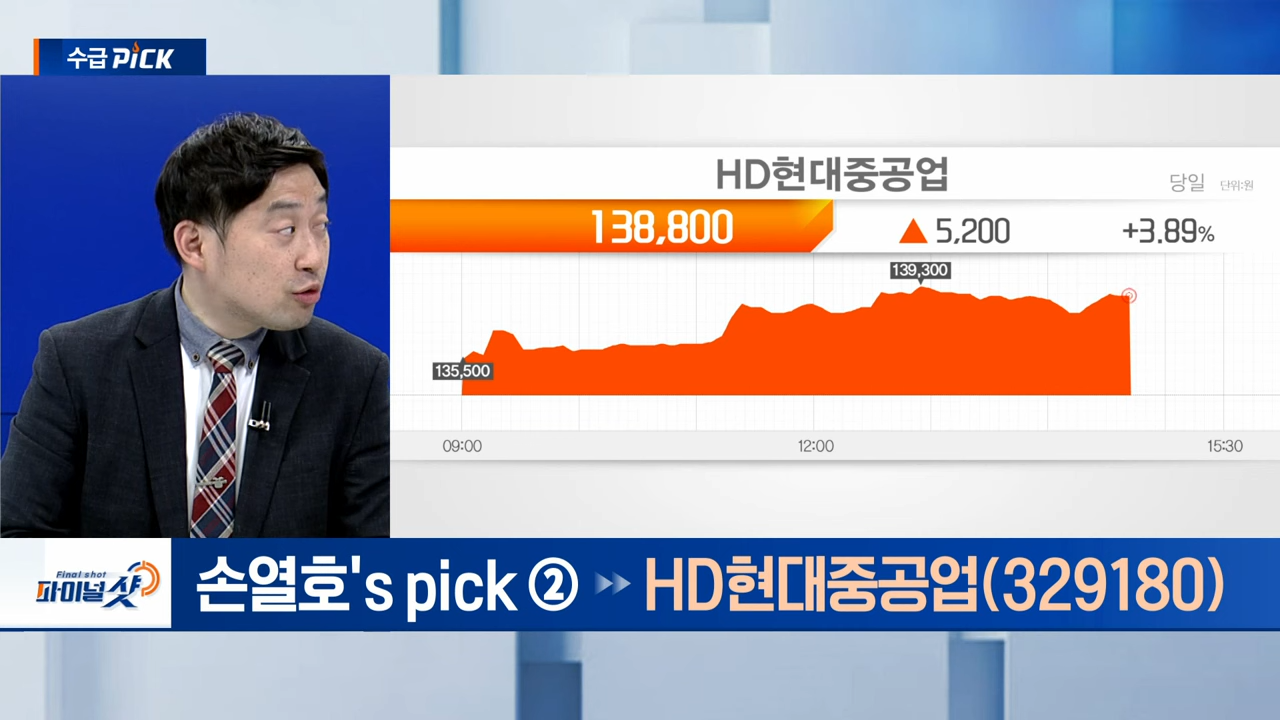 수급 PiCK
HD현대중공업
당일 단위:원
138,800 ▲ 5,200 +3.89%
139,300
135,500
09:00 12:00 15:30
Final shot
파이널샷
손열호's pick ② ▶▶ HD현대중공업(329180)